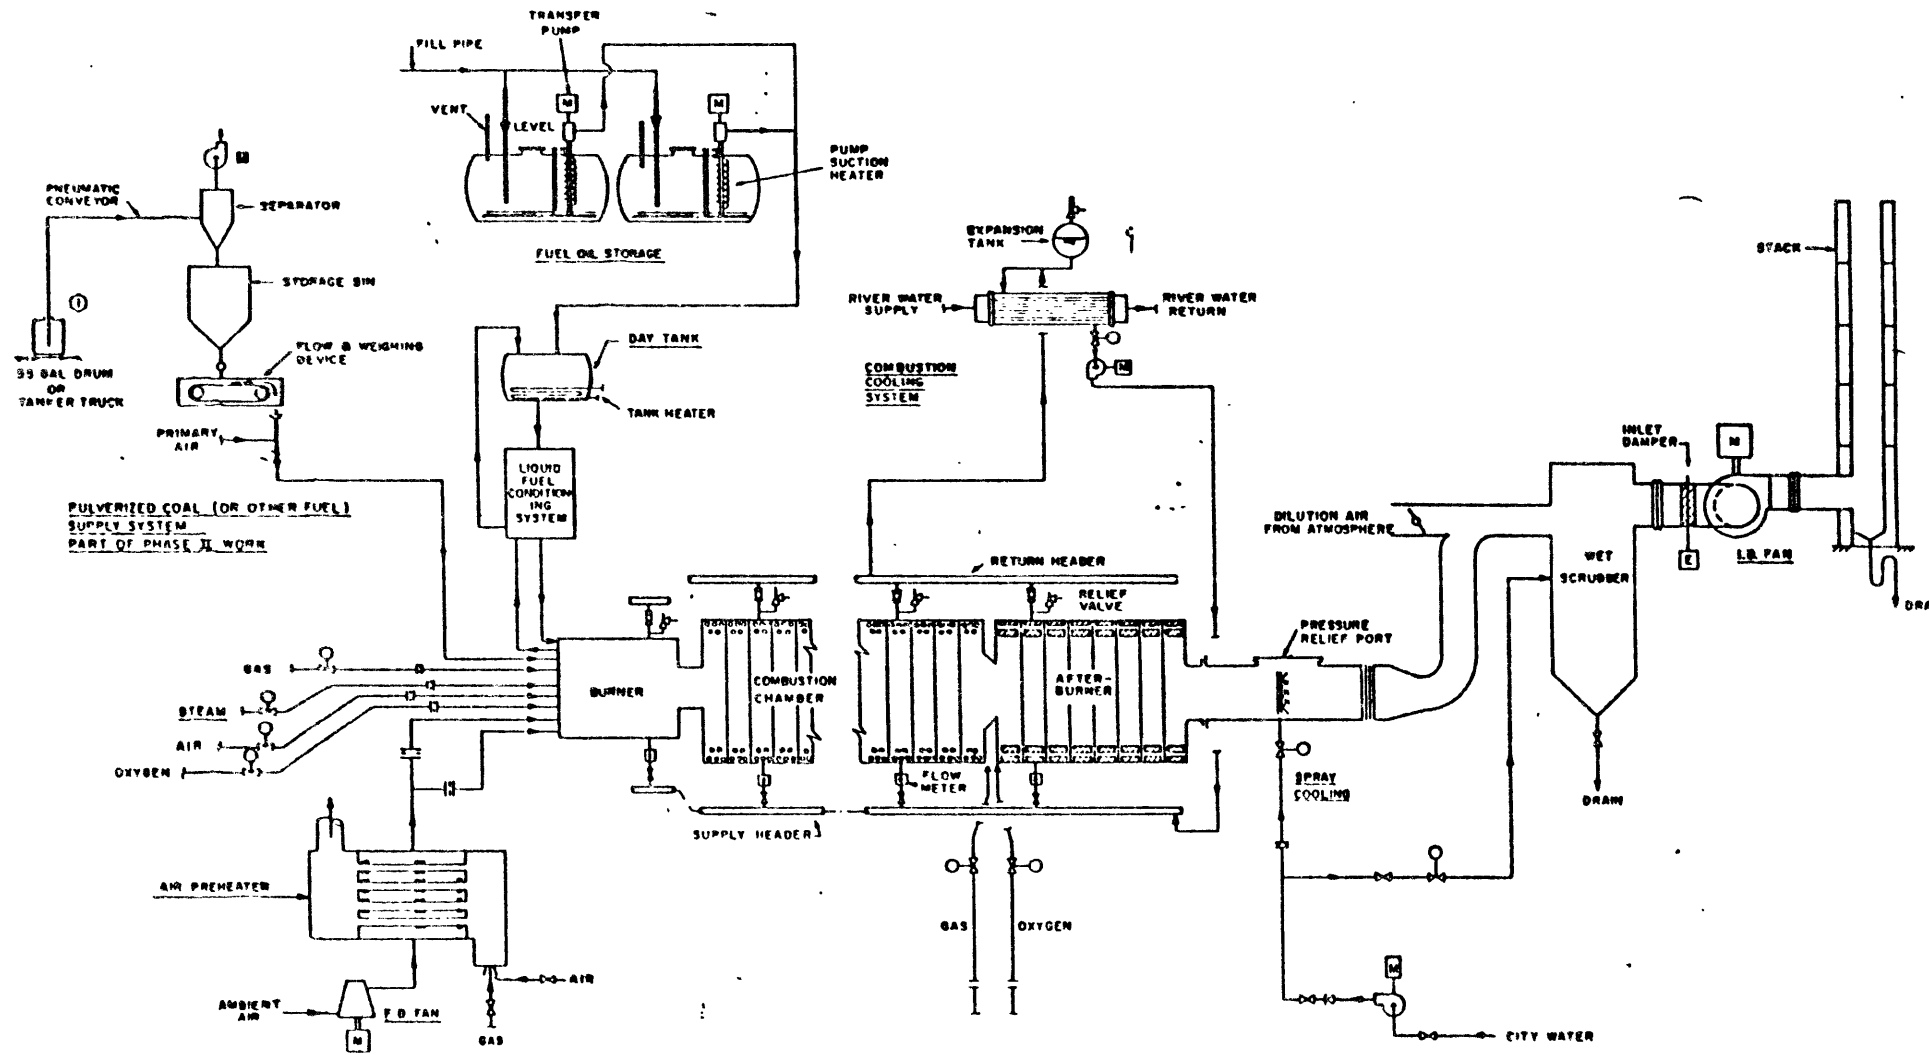 TRANSFER
PUMP
FILL PIPE
VENT
LEVEL
M
M
PUMP
SUCTION
HEATER
FUEL OIL STORAGE
M
PNEUMATIC
CONVEYOR
SEPARATOR
STORAGE BIN
1
FLOW & WEIGHING
DEVICE
55 GAL DRUM
OR
TANKER TRUCK
PRIMARY
AIR
PULVERIZED COAL (OR OTHER FUEL)
SUPPLY SYSTEM
PART OF PHASE II WORK
DAY TANK
TANK HEATER
LIQUID
FUEL
CONDITION-
ING
SYSTEM
EXPANSION
TANK
RIVER WATER
SUPPLY
RIVER WATER
RETURN
M
COMBUSTION
COOLING
SYSTEM
STACK
INLET
DAMPER
M
DILUTION AIR
FROM ATMOSPHERE
WET
SCRUBBER
E
I.D. FAN
DRA
RETURN HEADER
RELIEF
VALVE
PRESSURE
RELIEF PORT
GAS
STEAM
AIR
OXYGEN
BURNER
COMBUSTION
CHAMBER
AFTER-
BURNER
FLOW
METER
SUPPLY HEADER
SPRAY
COOLING
DRAIN
AIR PREHEATER
GAS
OXYGEN
AMBIENT
AIR
F.D. FAN
M
AIR
GAS
M
CITY WATER